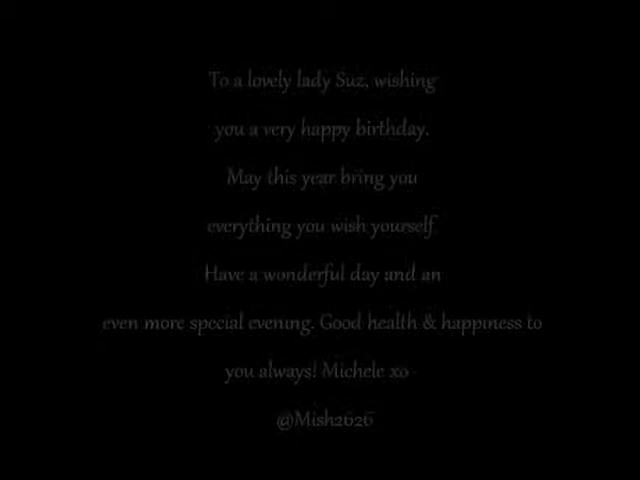 To a lovely lady Suz, wishing
you a very happy birthday.
May this year bring you
everything you wish yourself
Have a wonderful day and an
even more special evening. Good health & happiness to
you always! Michele xo
@Mish2626